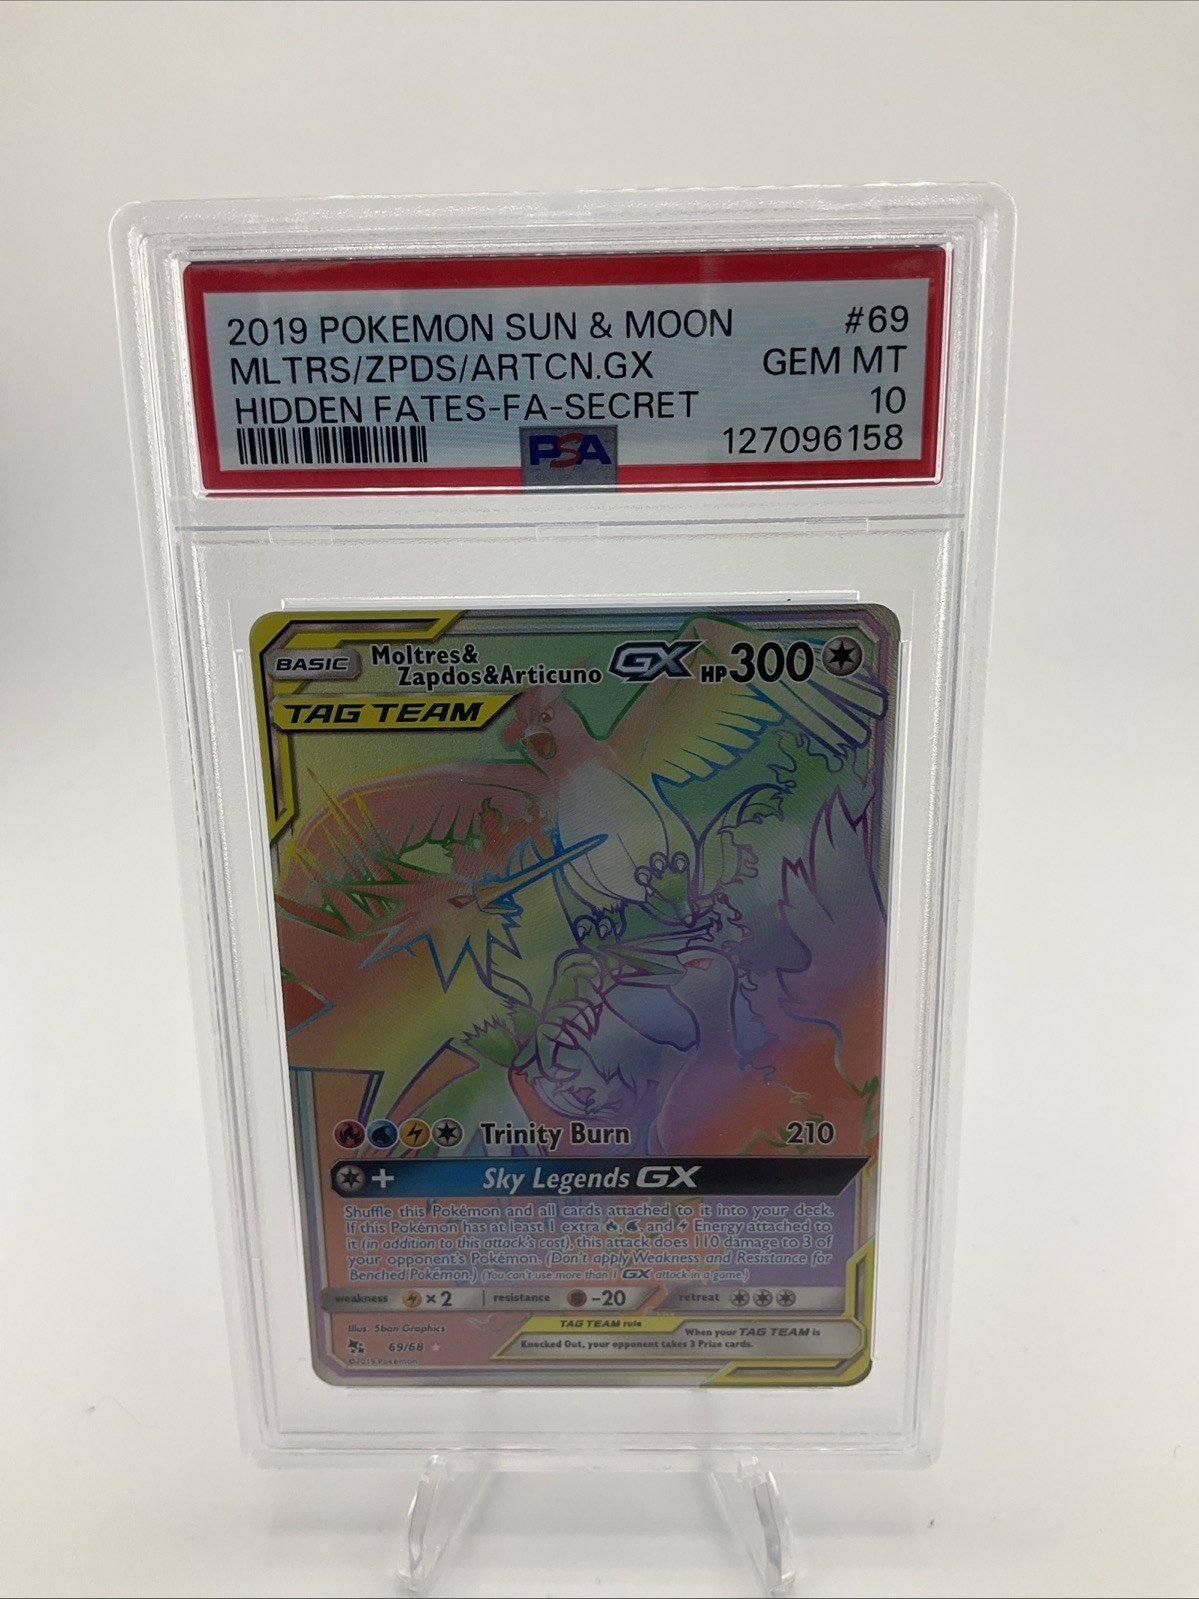 2019 POKEMON SUN & MOON #69
MLTRS/ZPDS/ARTCN.GX GEM MT
HIDDEN FATES-FA-SECRET 10
PSA 127096158
BASIC Moltres&
Zapdos&Articuno GX HP300
TAG TEAM
Trinity Burn 210
+ Sky Legends GX
Shuffle this Pokémon and all cards attached to it into your deck.
If this Pokémon has at least 1 extra , , and Energy attached to
it (in addition to this attack's cost), this attack does 110 damage to 3 of
your opponent's Pokémon. (Don't apply Weakness and Resistance for
Benched Pokémon.) (You can't use more than 1 GX attack in a game.)
weakness ×2 resistance -20 retreat
Illus. 5ban Graphics
TAG TEAM rule
When your TAG TEAM is
Knocked Out, your opponent takes 3 Prize cards.
69/68
©2019 Pokémon